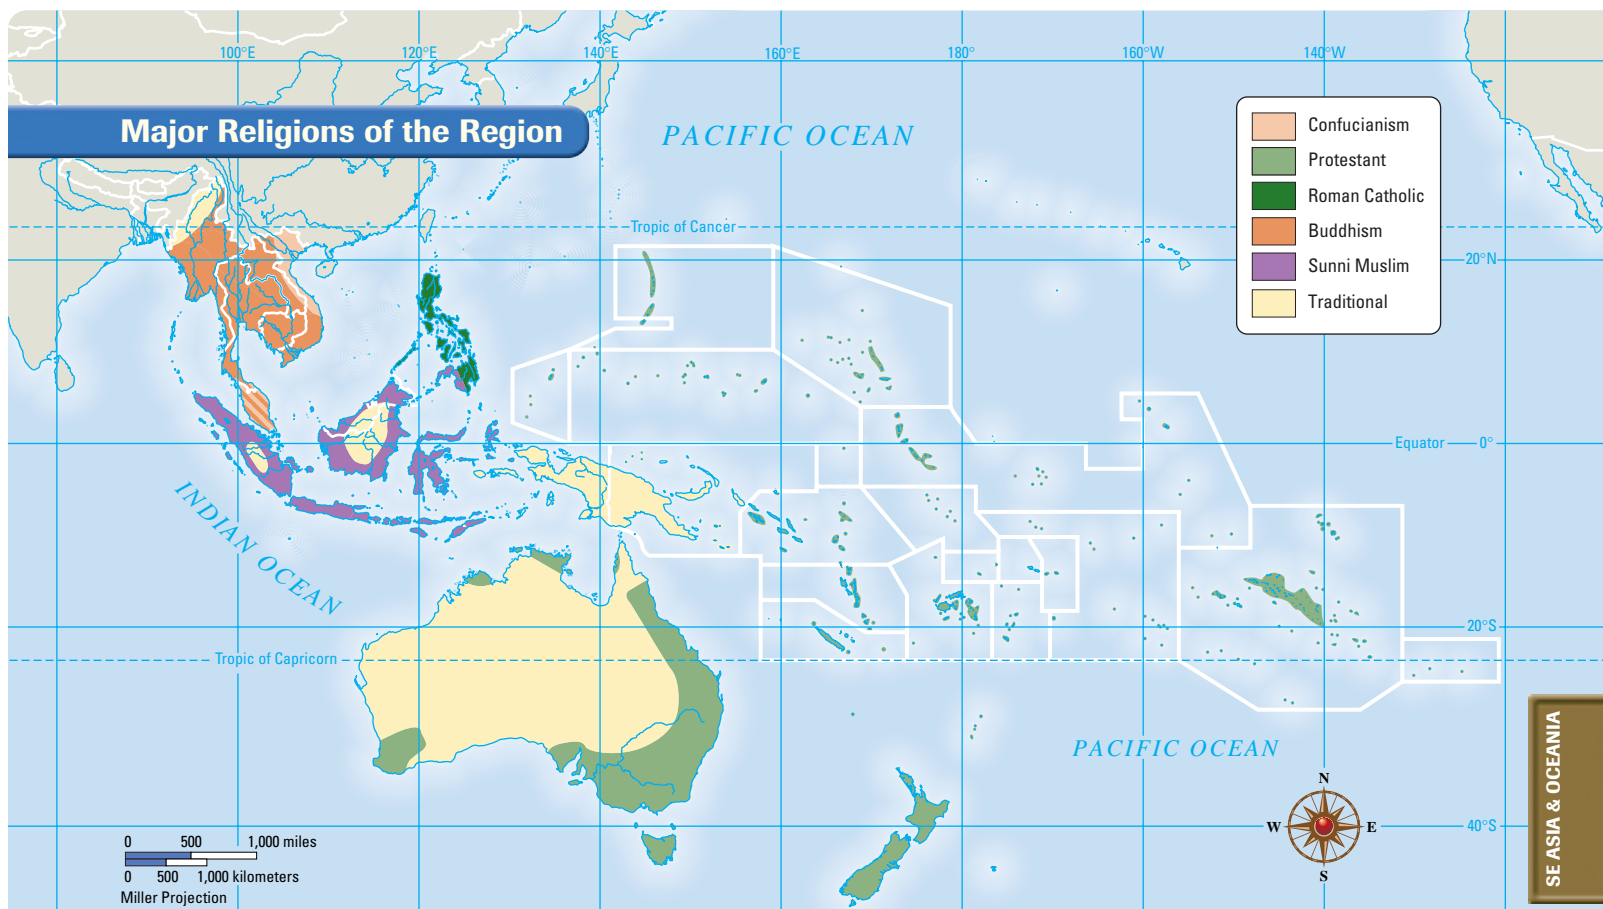 100°E 120°E 140°E 160°E 180° 160°W 140°W
Major Religions of the Region
PACIFIC OCEAN
Confucianism
Protestant
Roman Catholic
Buddhism
Sunni Muslim
Traditional
Tropic of Cancer
20°N
Equator 0°
INDIAN OCEAN
20°S
Tropic of Capricorn
PACIFIC OCEAN
SE ASIA & OCEANIA
N
W E
S
40°S
0 500 1,000 miles
0 500 1,000 kilometers
Miller Projection